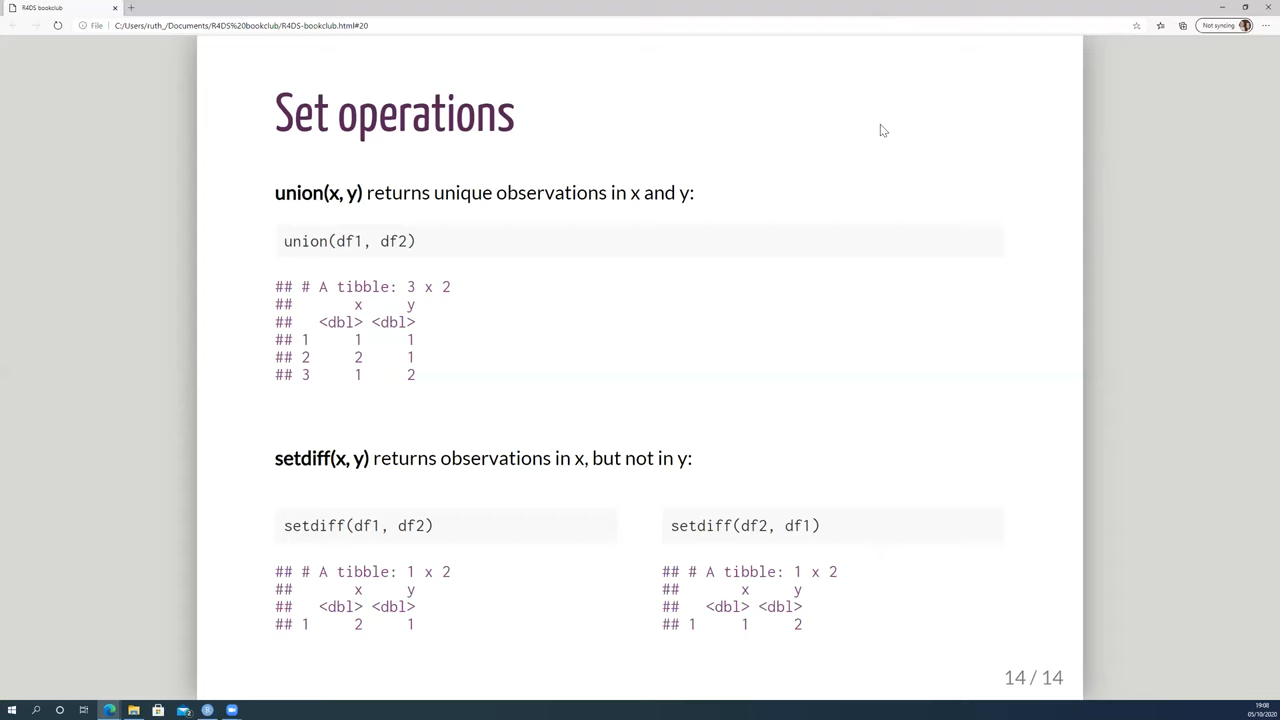 R4DS bookclub
File
C:/Users/ruth_/Documents/R4DS%20bookclub/R4DS-bookclub.html#20
Not syncing
Set operations
union(x, y) returns unique observations in x and y:
union(df1, df2)
## # A tibble: 3 x 2
##       x     y
##   <dbl> <dbl>
## 1     1     1
## 2     2     1
## 3     1     2
setdiff(x, y) returns observations in x, but not in y:
setdiff(df1, df2)
## # A tibble: 1 x 2
##       x     y
##   <dbl> <dbl>
## 1     2     1
setdiff(df2, df1)
## # A tibble: 1 x 2
##       x     y
##   <dbl> <dbl>
## 1     1     2
14 / 14
19:08
05/10/2020